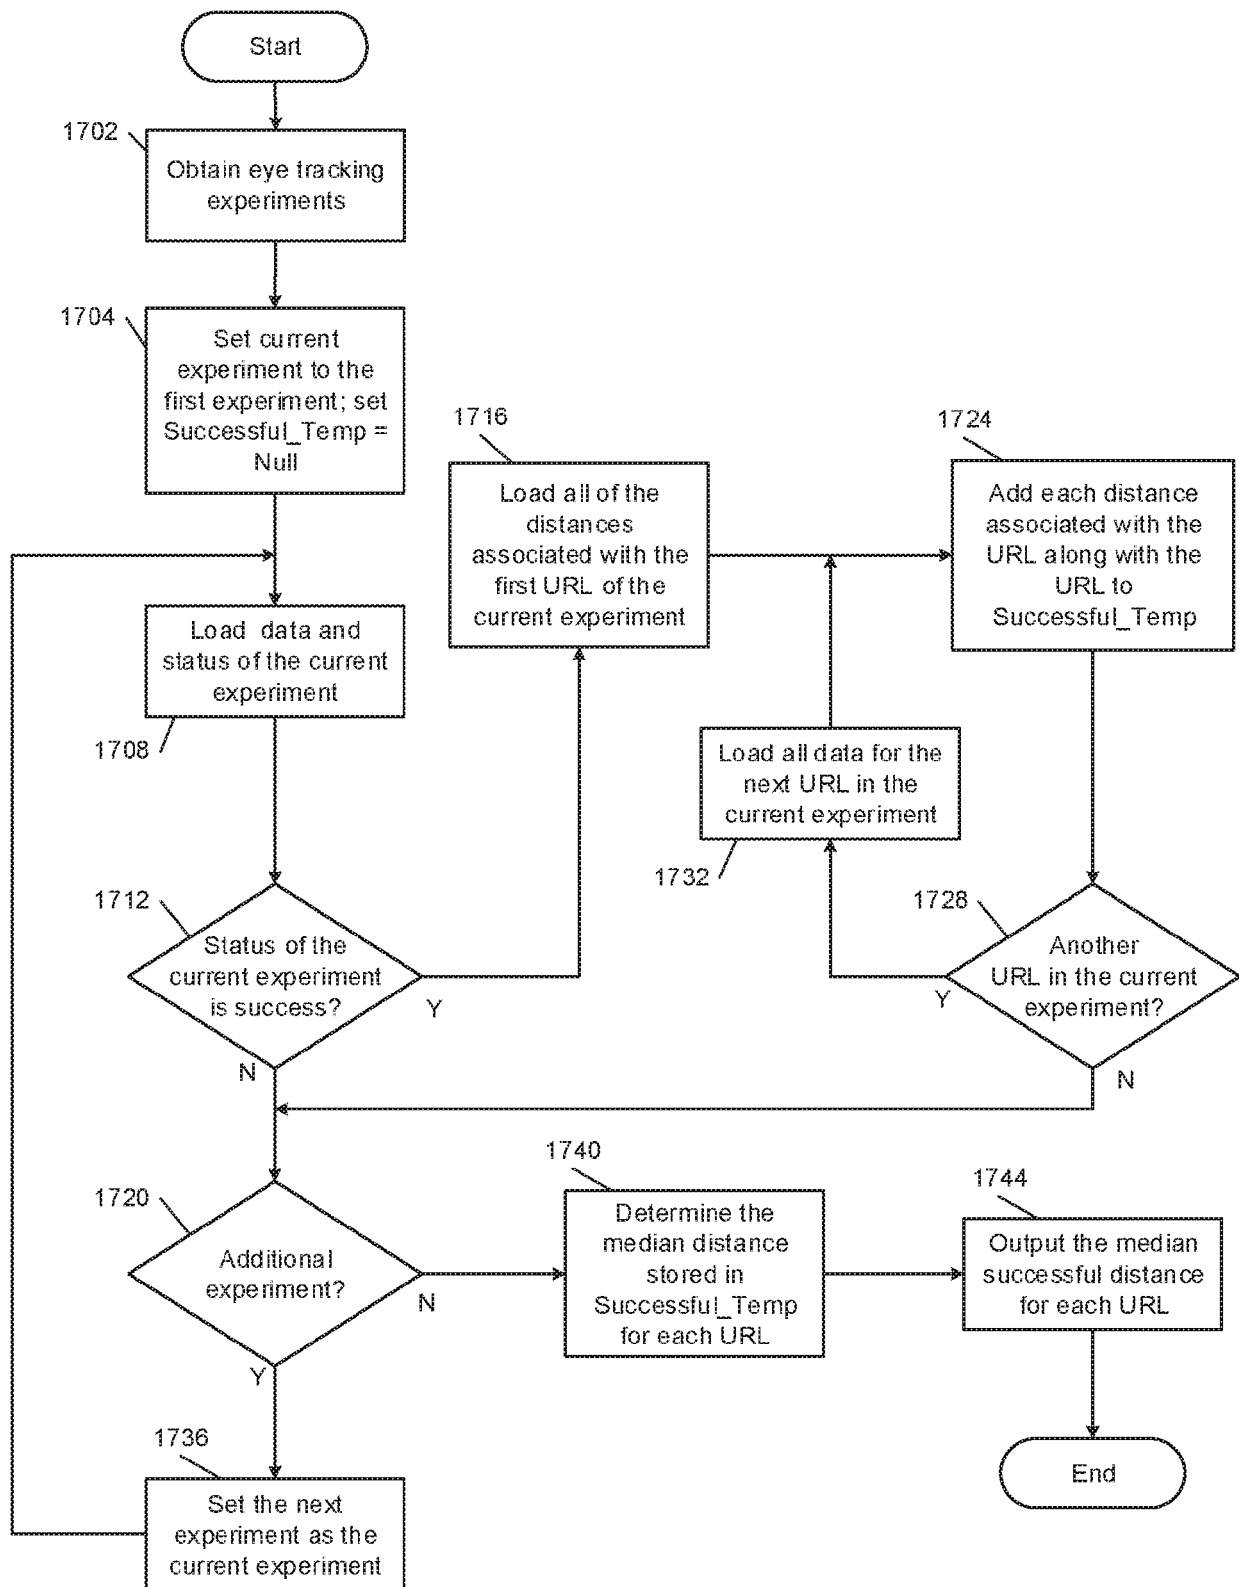 Start
1702
Obtain eye tracking
experiments
1704
Set current
experiment to the
first experiment; set
Successful_Temp =
Null
1716
Load all of the
distances
associated with the
first URL of the
current experiment
1724
Add each distance
associated with the
URL along with the
URL to
Successful_Temp
Load data and
status of the current
experiment
1708
Load all data for the
next URL in the
current experiment
1732
1712
Status of the
current experiment
is success?
Y
N
1728
Another
URL in the current
experiment?
Y
N
1720
Additional
experiment?
N
Y
1740
Determine the
median distance
stored in
Successful_Temp
for each URL
1744
Output the median
successful distance
for each URL
1736
Set the next
experiment as the
current experiment
End